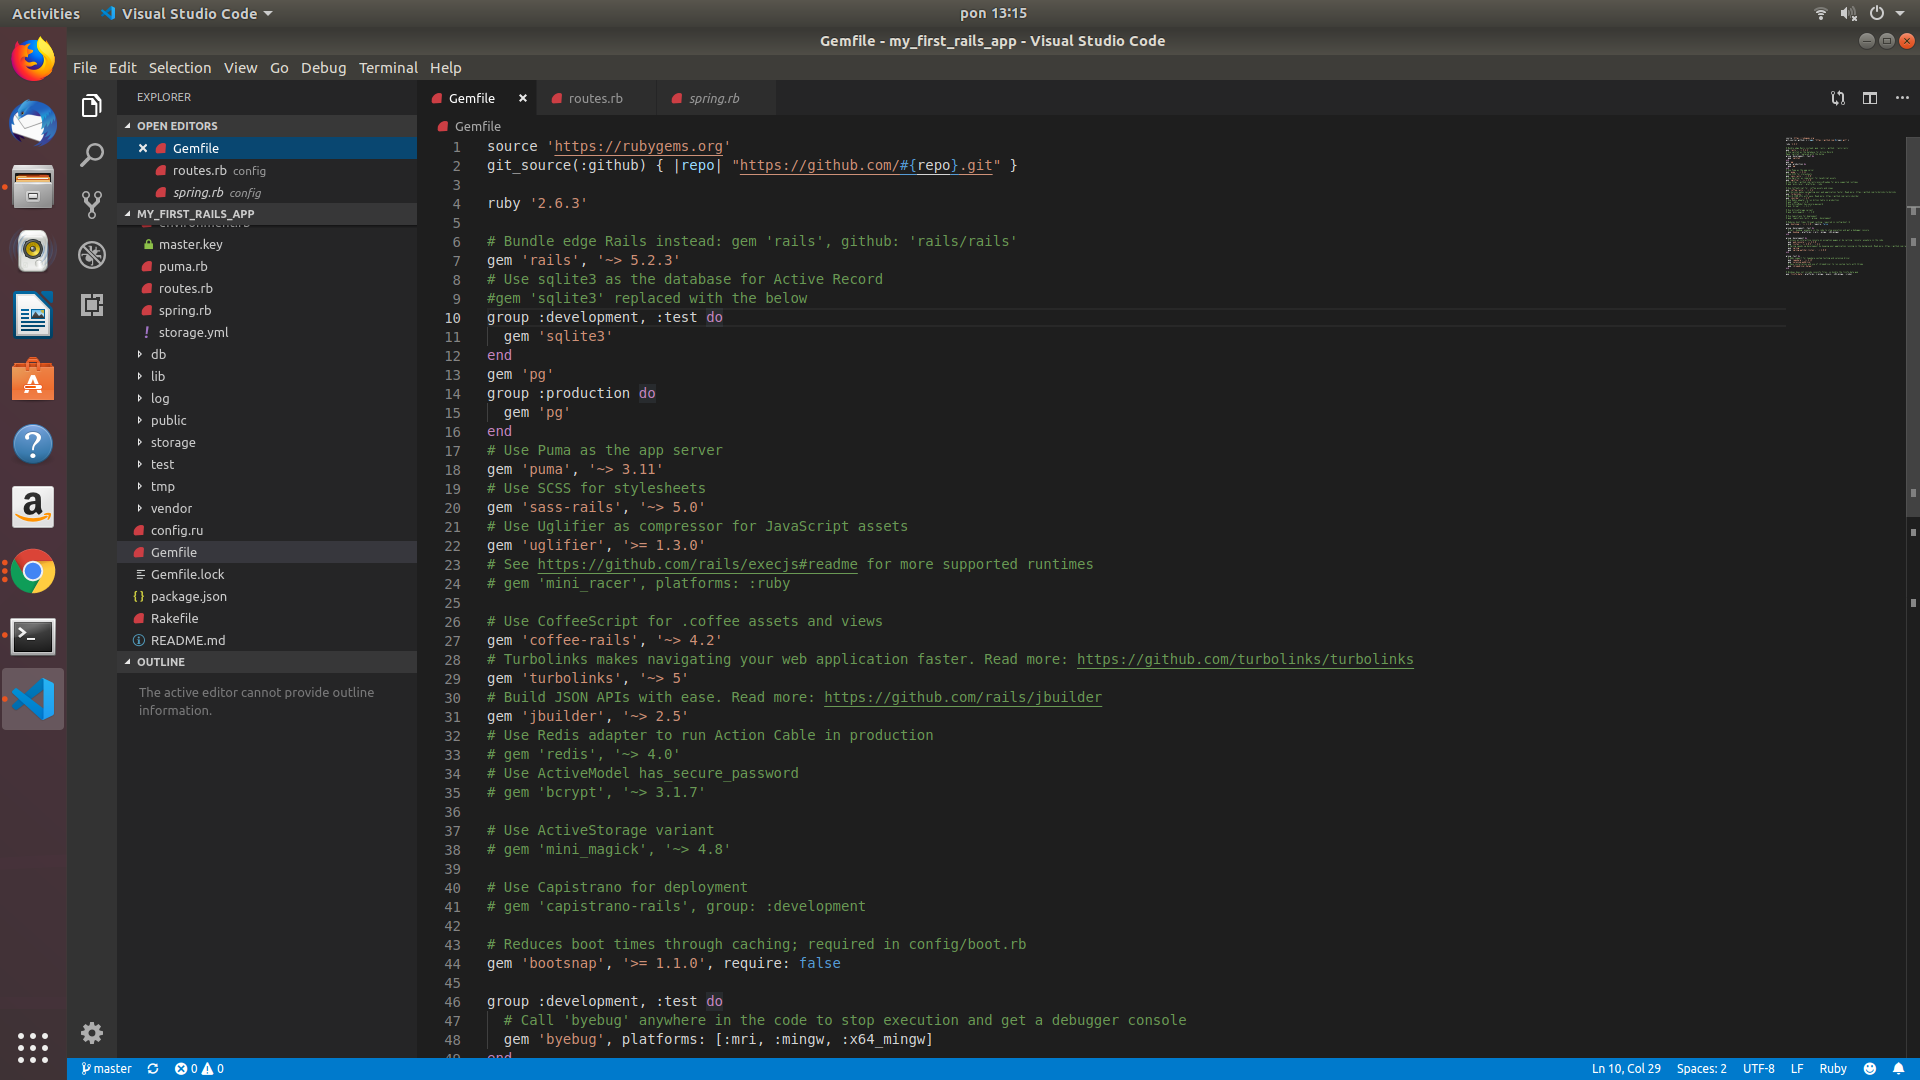 Activities
Visual Studio Code
pon 13:15
Gemfile - my_first_rails_app - Visual Studio Code
File Edit Selection View Go Debug Terminal Help
EXPLORER
OPEN EDITORS
Gemfile
routes.rb config
spring.rb config
MY_FIRST_RAILS_APP
environment.rb
master.key
puma.rb
routes.rb
spring.rb
storage.yml
db
lib
log
public
storage
test
tmp
vendor
config.ru
Gemfile
Gemfile.lock
package.json
Rakefile
README.md
OUTLINE
The active editor cannot provide outline
information.
Gemfile
routes.rb
spring.rb
Gemfile
1 source 'https://rubygems.org'
2 git_source(:github) { |repo| "https://github.com/#{repo}.git" }
3
4 ruby '2.6.3'
5
6 # Bundle edge Rails instead: gem 'rails', github: 'rails/rails'
7 gem 'rails', '~> 5.2.3'
8 # Use sqlite3 as the database for Active Record
9 #gem 'sqlite3' replaced with the below
10 group :development, :test do
11 gem 'sqlite3'
12 end
13 gem 'pg'
14 group :production do
15 gem 'pg'
16 end
17 # Use Puma as the app server
18 gem 'puma', '~> 3.11'
19 # Use SCSS for stylesheets
20 gem 'sass-rails', '~> 5.0'
21 # Use Uglifier as compressor for JavaScript assets
22 gem 'uglifier', '>= 1.3.0'
23 # See https://github.com/rails/execjs#readme for more supported runtimes
24 # gem 'mini_racer', platforms: :ruby
25
26 # Use CoffeeScript for .coffee assets and views
27 gem 'coffee-rails', '~> 4.2'
28 # Turbolinks makes navigating your web application faster. Read more: https://github.com/turbolinks/turbolinks
29 gem 'turbolinks', '~> 5'
30 # Build JSON APIs with ease. Read more: https://github.com/rails/jbuilder
31 gem 'jbuilder', '~> 2.5'
32 # Use Redis adapter to run Action Cable in production
33 # gem 'redis', '~> 4.0'
34 # Use ActiveModel has_secure_password
35 # gem 'bcrypt', '~> 3.1.7'
36
37 # Use ActiveStorage variant
38 # gem 'mini_magick', '~> 4.8'
39
40 # Use Capistrano for deployment
41 # gem 'capistrano-rails', group: :development
42
43 # Reduces boot times through caching; required in config/boot.rb
44 gem 'bootsnap', '>= 1.1.0', require: false
45
46 group :development, :test do
47 # Call 'byebug' anywhere in the code to stop execution and get a debugger console
48 gem 'byebug', platforms: [:mri, :mingw, :x64_mingw]
49 end
master 0 0
Ln 10, Col 29 Spaces: 2 UTF-8 LF Ruby